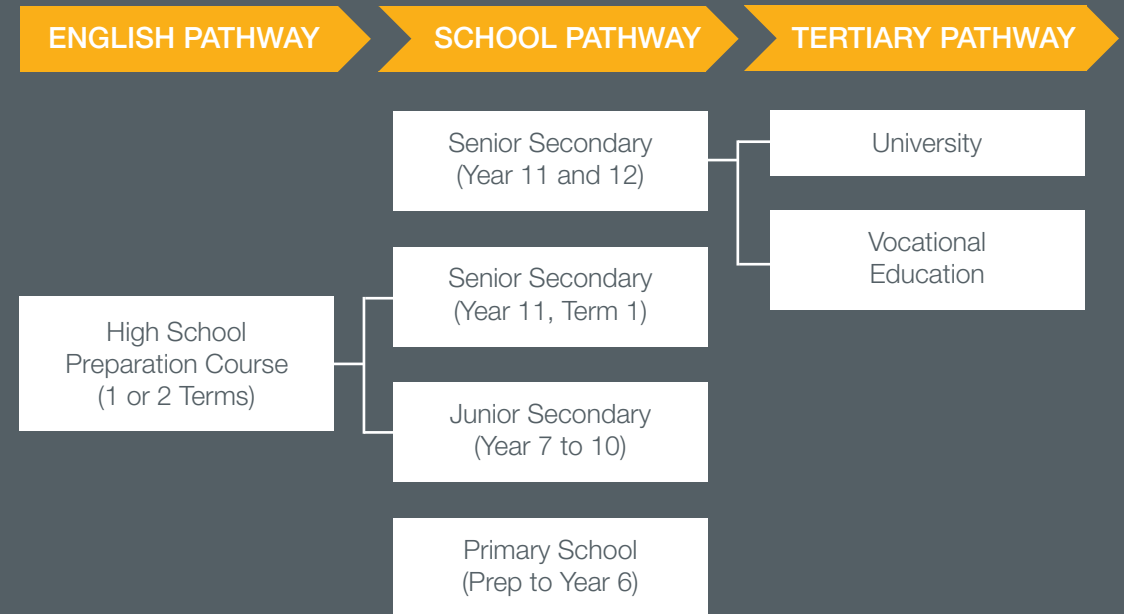 ENGLISH PATHWAY
SCHOOL PATHWAY
TERTIARY PATHWAY
High School
Preparation Course
(1 or 2 Terms)
Senior Secondary
(Year 11 and 12)
Senior Secondary
(Year 11, Term 1)
Junior Secondary
(Year 7 to 10)
Primary School
(Prep to Year 6)
University
Vocational
Education